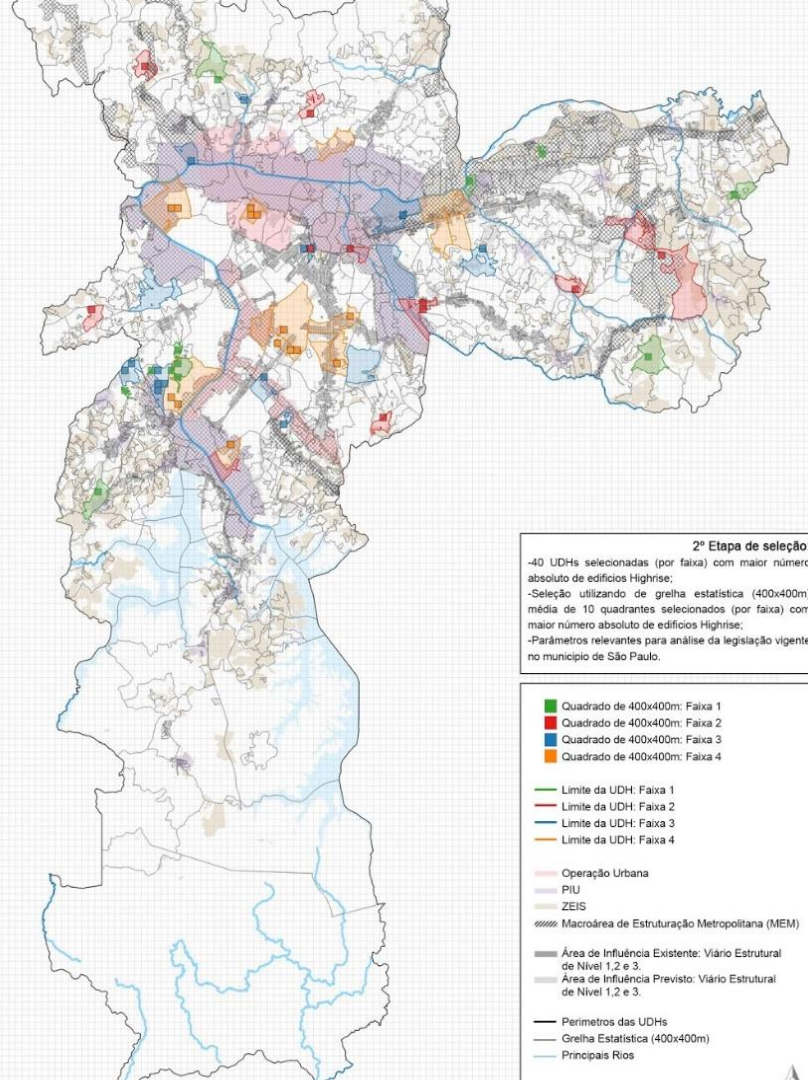 2º Etapa de seleção:
-40 UDHs selecionadas (por faixa) com maior número
absoluto de edificios Highrise;
-Seleção utilizando de grelha estatística (400x400m)
média de 10 quadrantes selecionados (por faixa) com
maior número absoluto de edificios Highrise;
-Parâmetros relevantes para análise da legislação vigente
no municipio de São Paulo.
Quadrado de 400x400m: Faixa 1
Quadrado de 400x400m: Faixa 2
Quadrado de 400x400m: Faixa 3
Quadrado de 400x400m: Faixa 4
Limite da UDH: Faixa 1
Limite da UDH: Faixa 2
Limite da UDH: Faixa 3
Limite da UDH: Faixa 4
Operação Urbana
PIU
ZEIS
Macroárea de Estruturação Metropolitana (MEM)
Área de Influência Existente: Viário Estrutural
de Nível 1,2 e 3.
Área de Influência Previsto: Viário Estrutural
de Nível 1,2 e 3.
Perimetros das UDHs
Grelha Estatística (400x400m)
Principais Rios